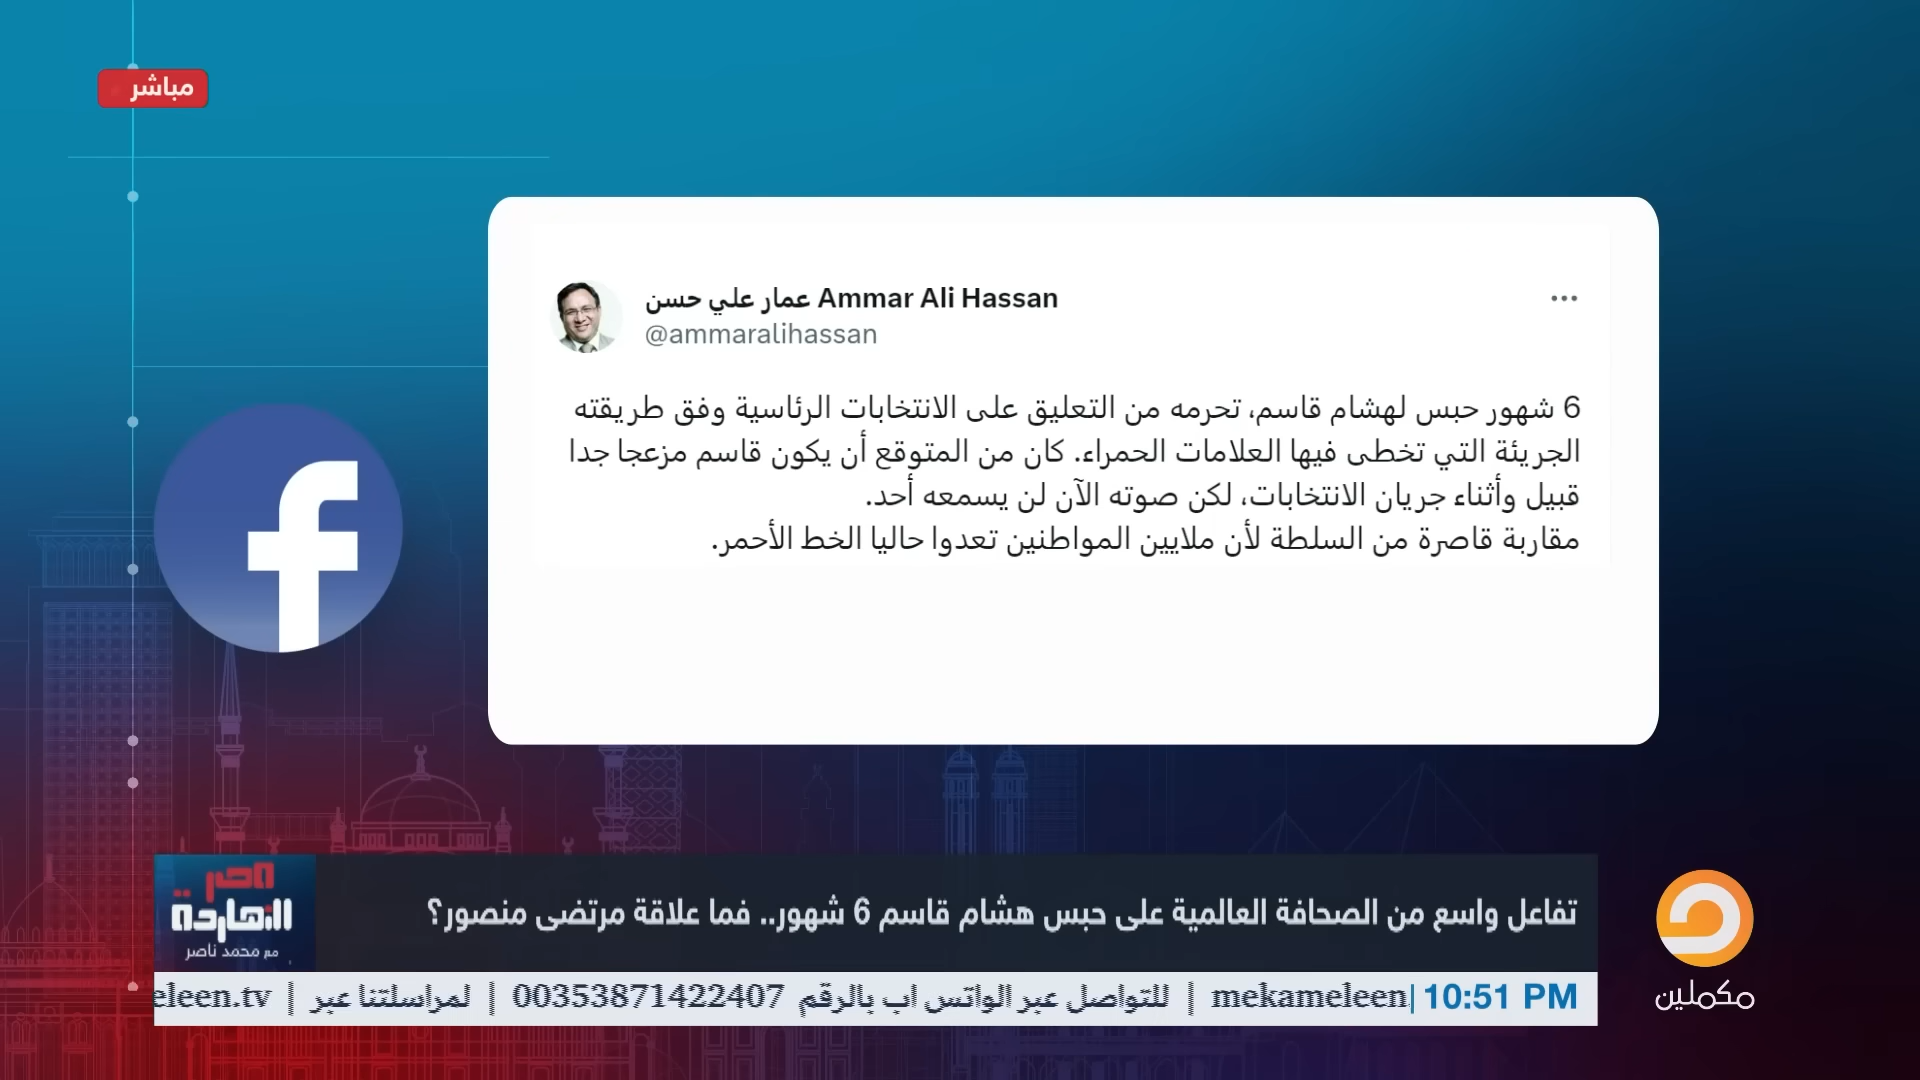 مباشر
عمار علي حسن Ammar Ali Hassan
@ammaralihassan
6 شهور حبس لهشام قاسم، تحرمه من التعليق على الانتخابات الرئاسية وفق طريقته
الجريئة التي تخطى فيها العلامات الحمراء. كان من المتوقع أن يكون قاسم مزعجا جدا
قبيل وأثناء جريان الانتخابات، لكن صوته الآن لن يسمعه أحد.
مقاربة قاصرة من السلطة لأن ملايين المواطنين تعدوا حاليا الخط الأحمر.
تفاعل واسع من الصحافة العالمية على حبس هشام قاسم 6 شهور.. فما علاقة مرتضى منصور؟
مصر
النهاردة
مع محمد ناصر
10:51 PM
mekameleen | للتواصل عبر الواتس اب بالرقم 00353871422407 | لمراسلتنا عبر | eleen.tv
مكملين